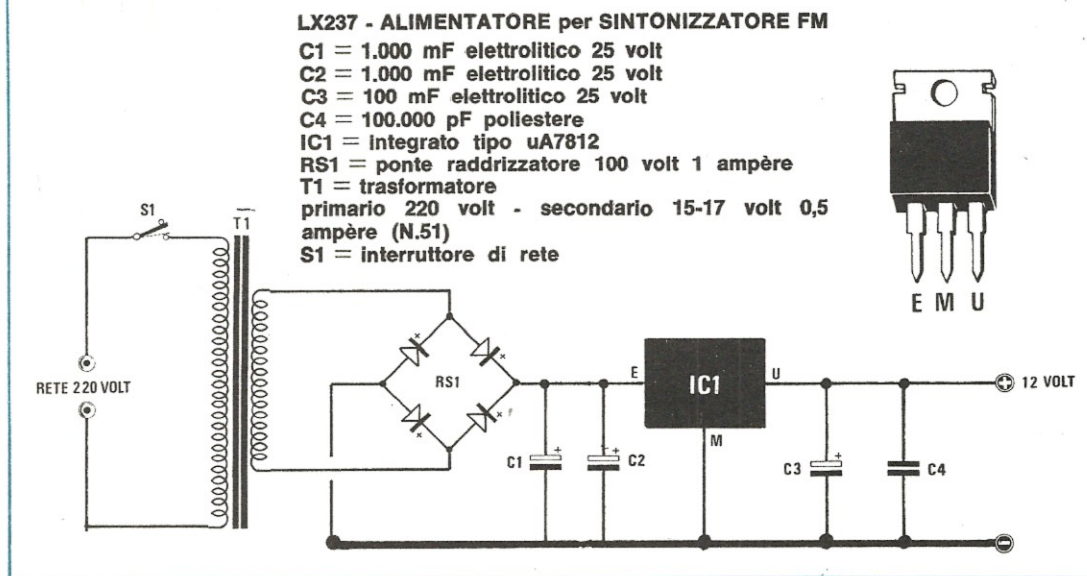 LX237 - ALIMENTATORE per SINTONIZZATORE FM
C1 = 1.000 mF elettrolitico 25 volt
C2 = 1.000 mF elettrolitico 25 volt
C3 = 100 mF elettrolitico 25 volt
C4 = 100.000 pF poliestere
IC1 = integrato tipo uA7812
RS1 = ponte raddrizzatore 100 volt 1 ampère
T1 = trasformatore
primario 220 volt - secondario 15-17 volt 0,5
ampère (N.51)
S1 = interruttore di rete
E M U
S1
T1
RETE 220 VOLT
RS1
E
IC1
U
M
12 VOLT
C1
C2
C3
C4